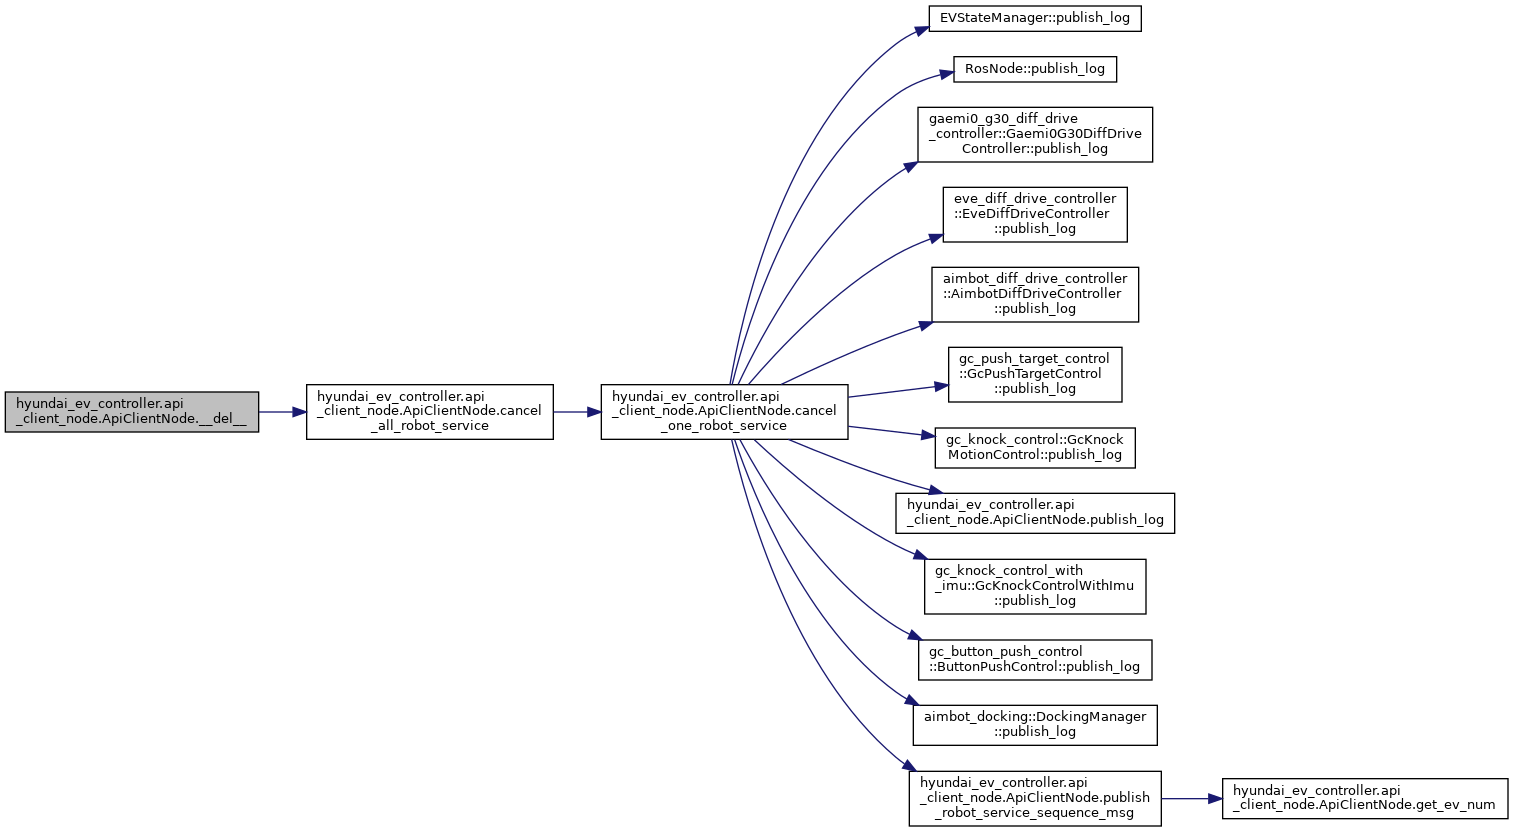 hyundai_ev_controller.api
_client_node.ApiClientNode.__del__
hyundai_ev_controller.api
_client_node.ApiClientNode.cancel
_all_robot_service
hyundai_ev_controller.api
_client_node.ApiClientNode.cancel
_one_robot_service
EVStateManager::publish_log
RosNode::publish_log
gaemi0_g30_diff_drive
_controller::Gaemi0G30DiffDrive
Controller::publish_log
eve_diff_drive_controller
::EveDiffDriveController
::publish_log
aimbot_diff_drive_controller
::AimbotDiffDriveController
::publish_log
gc_push_target_control
::GcPushTargetControl
::publish_log
gc_knock_control::GcKnock
MotionControl::publish_log
hyundai_ev_controller.api
_client_node.ApiClientNode.publish_log
gc_knock_control_with
_imu::GcKnockControlWithImu
::publish_log
gc_button_push_control
::ButtonPushControl::publish_log
aimbot_docking::DockingManager
::publish_log
hyundai_ev_controller.api
_client_node.ApiClientNode.publish
_robot_service_sequence_msg
hyundai_ev_controller.api
_client_node.ApiClientNode.get_ev_num